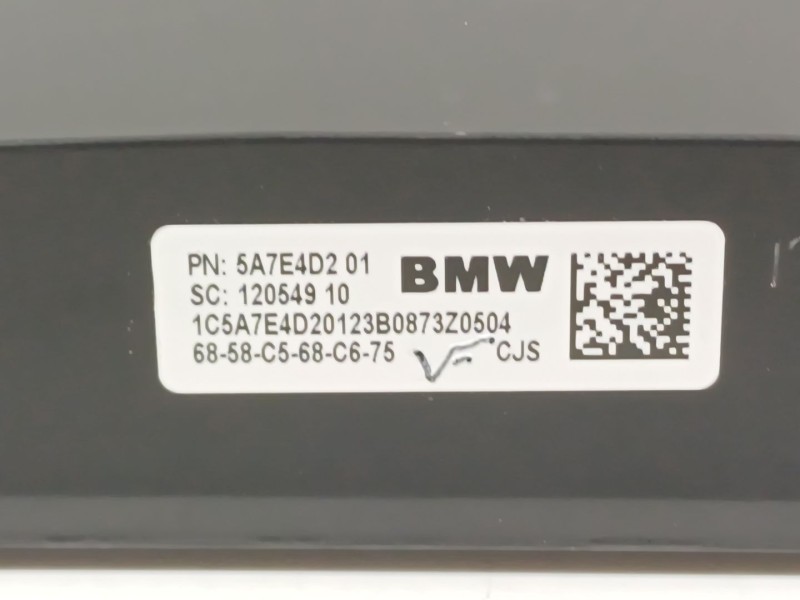 PN: 5A7E4D2 01
BMW
SC: 120549 10
1C5A7E4D20123B0873Z0504
68-58-C5-68-C6-75
CJS